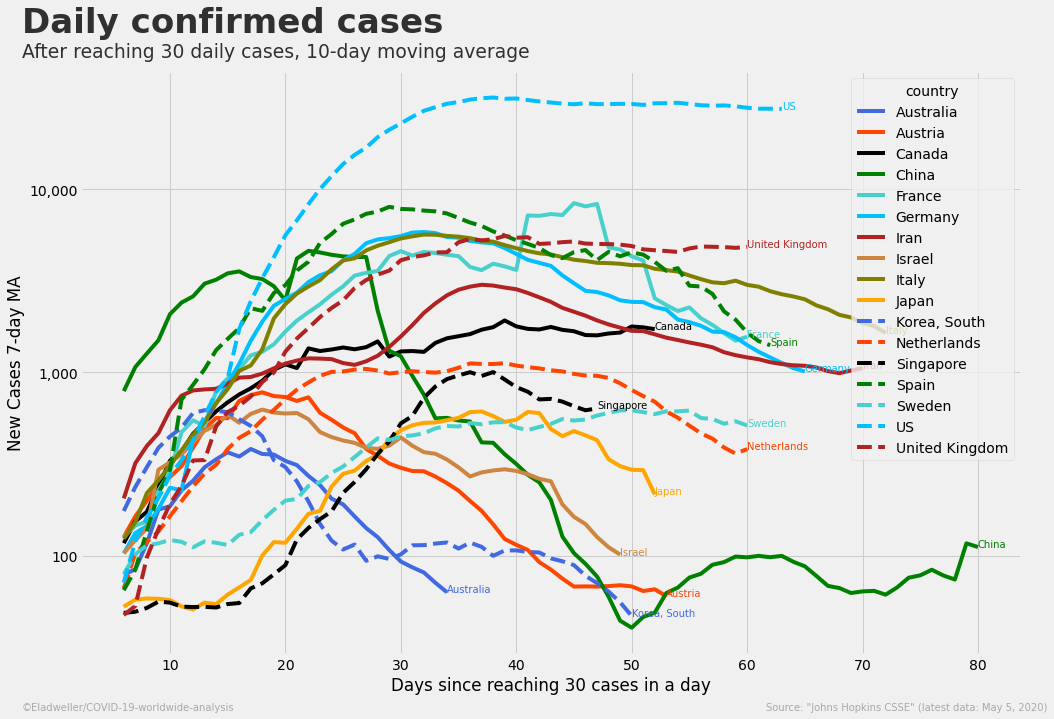 Daily confirmed cases
After reaching 30 daily cases, 10-day moving average
New Cases 7-day MA
10,000
1,000
100
10
20
30
40
50
60
70
80
Days since reaching 30 cases in a day
US
United Kingdom
Canada
France
Spain
Italy
Germany
Iran
Singapore
Sweden
Netherlands
Japan
Israel
China
Australia
Austria
Korea, South
country
Australia
Austria
Canada
China
France
Germany
Iran
Israel
Italy
Japan
Korea, South
Netherlands
Singapore
Spain
Sweden
US
United Kingdom
©Eladweller/COVID-19-worldwide-analysis
Source: "Johns Hopkins CSSE" (latest data: May 5, 2020)